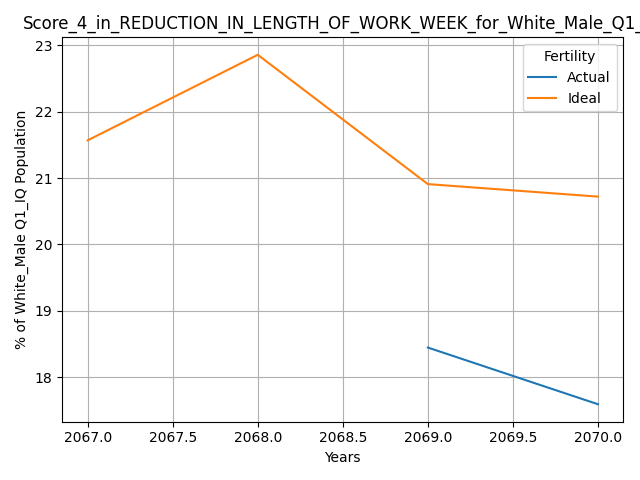 Score_4_in_REDUCTION_IN_LENGTH_OF_WORK_WEEK_for_White_Male_Q1_
Fertility
Actual
Ideal
% of White_Male Q1_IQ Population
23
22
21
20
19
18
2067.0 2067.5 2068.0 2068.5 2069.0 2069.5 2070.0
Years